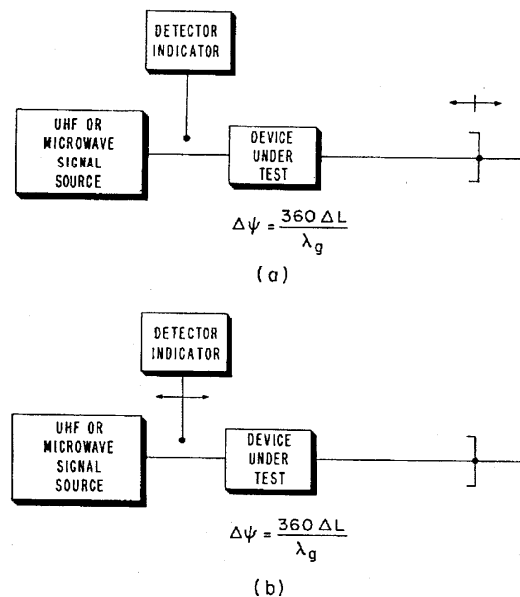 DETECTOR
INDICATOR
UHF OR
MICROWAVE
SIGNAL
SOURCE
DEVICE
UNDER
TEST
Δψ = 360 ΔL / λg
(a)
DETECTOR
INDICATOR
UHF OR
MICROWAVE
SIGNAL
SOURCE
DEVICE
UNDER
TEST
Δψ = 360 ΔL / λg
(b)